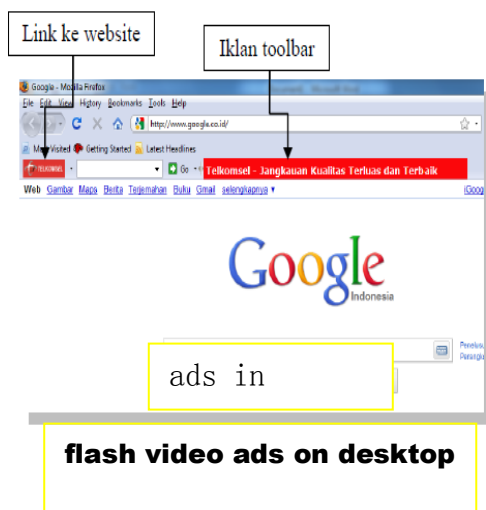 Link ke website
Iklan toolbar
Google - Mozilla Firefox
File Edit View History Bookmarks Tools Help
http://www.google.co.id/
Most Visited Getting Started Latest Headlines
TELKOMSEL Go Telkomsel - Jangkauan Kualitas Terluas dan Terbaik
Web Gambar Maps Berita Terjemahan Buku Gmail selengkapnya ▼ iGoog
Google
Indonesia
ads in
flash video ads on desktop